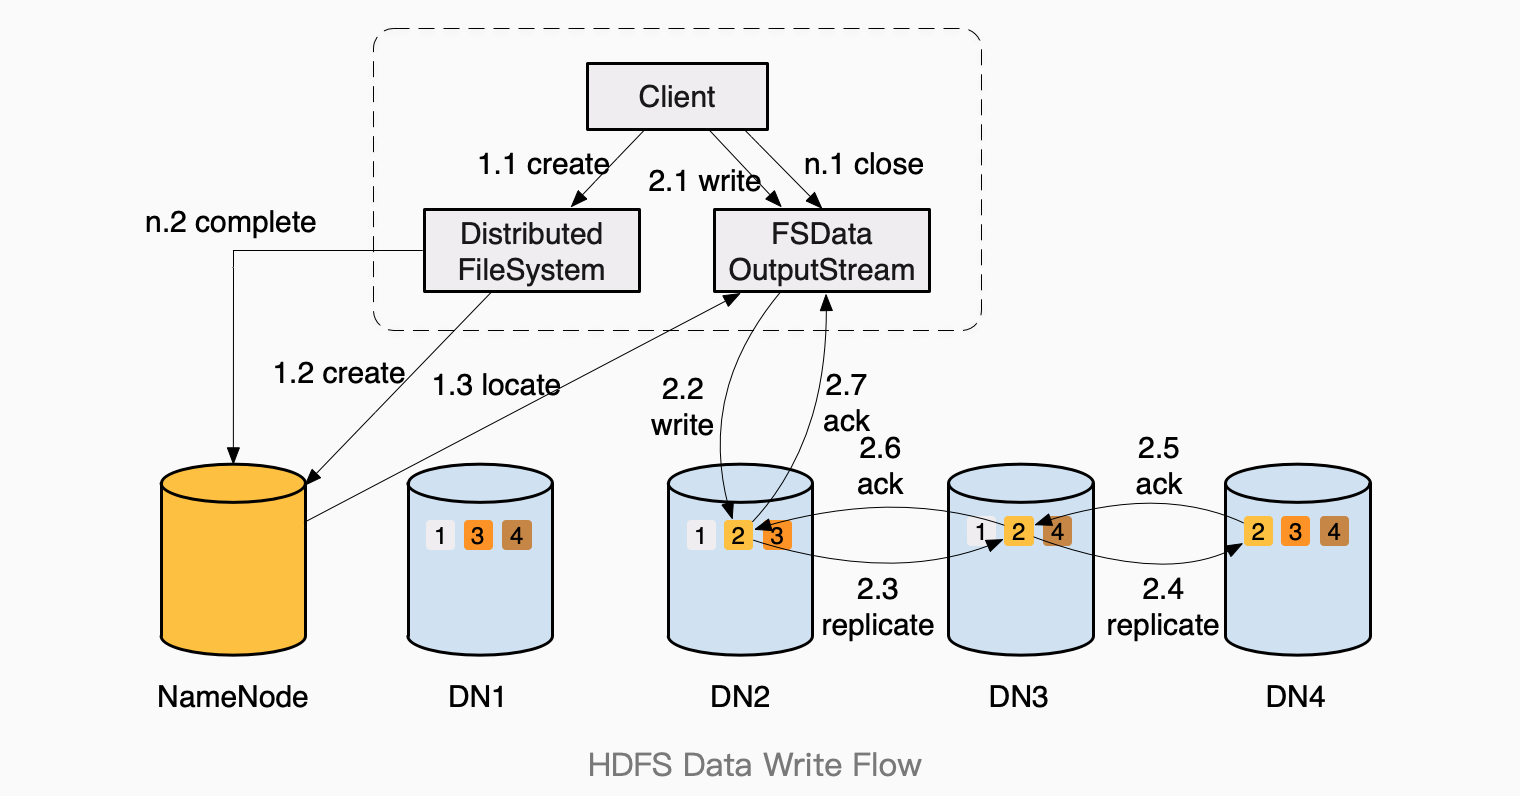 Client
1.1 create
2.1 write
n.1 close
n.2 complete
Distributed
FileSystem
FSData
OutputStream
1.2 create
1.3 locate
2.2
write
2.7
ack
2.6
ack
2.5
ack
1 3 4
1 2 3
1 2 4
2 3 4
2.3
replicate
2.4
replicate
NameNode
DN1
DN2
DN3
DN4
HDFS Data Write Flow